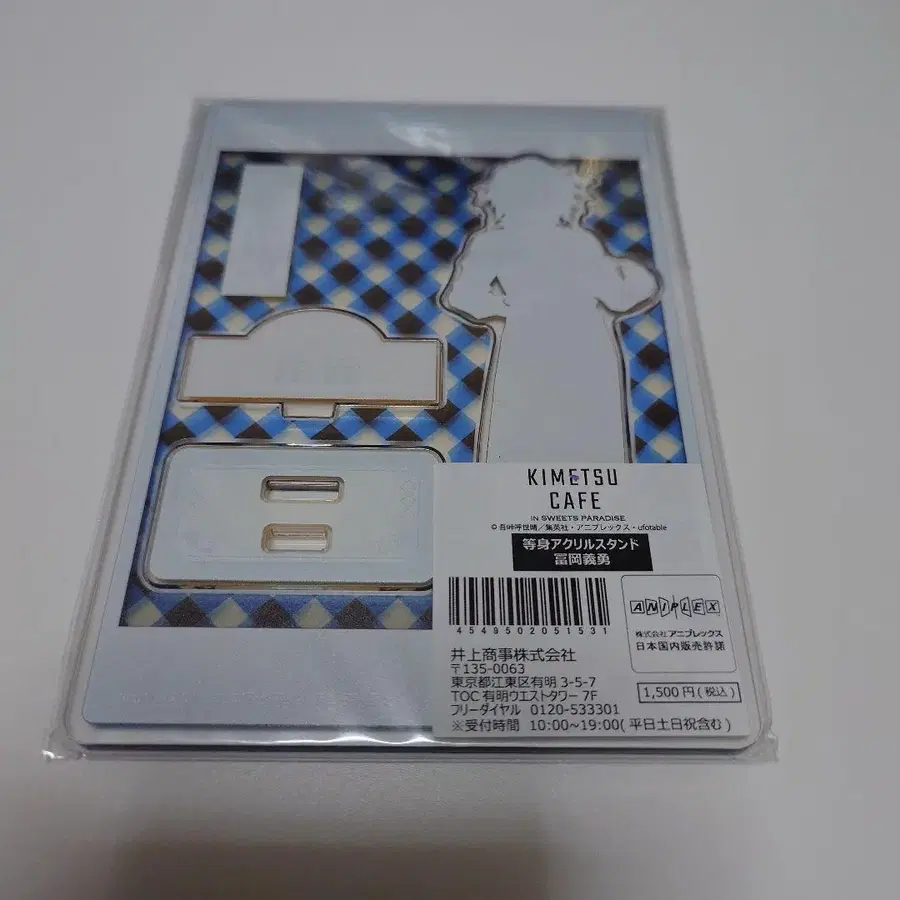 KIMETSU
CAFE
IN SWEETS PARADISE
©吾峠呼世晴／集英社・アニプレックス・ufotable
等身アクリルスタンド
冨岡義勇
4549502051531
ANIPLEX
株式会社アニプレックス
日本国内販売許諾
井上商事株式会社
〒135-0063
東京都江東区有明 3-5-7
TOC 有明ウエストタワー 7F
フリーダイヤル 0120-533301
※受付時間 10:00~19:00( 平日土日祝含む )
1,500円 (税込)